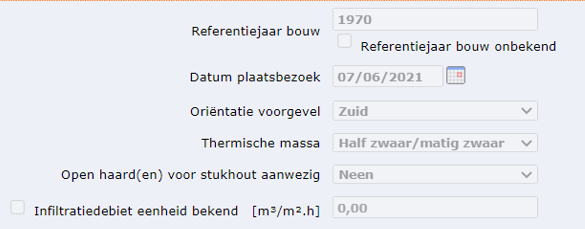 Referentiejaar bouw 1970
Referentiejaar bouw onbekend
Datum plaatsbezoek 07/06/2021
Oriëntatie voorgevel Zuid
Thermische massa Half zwaar/matig zwaar
Open haard(en) voor stukhout aanwezig Neen
Infiltratiedebiet eenheid bekend [m³/m².h] 0,00